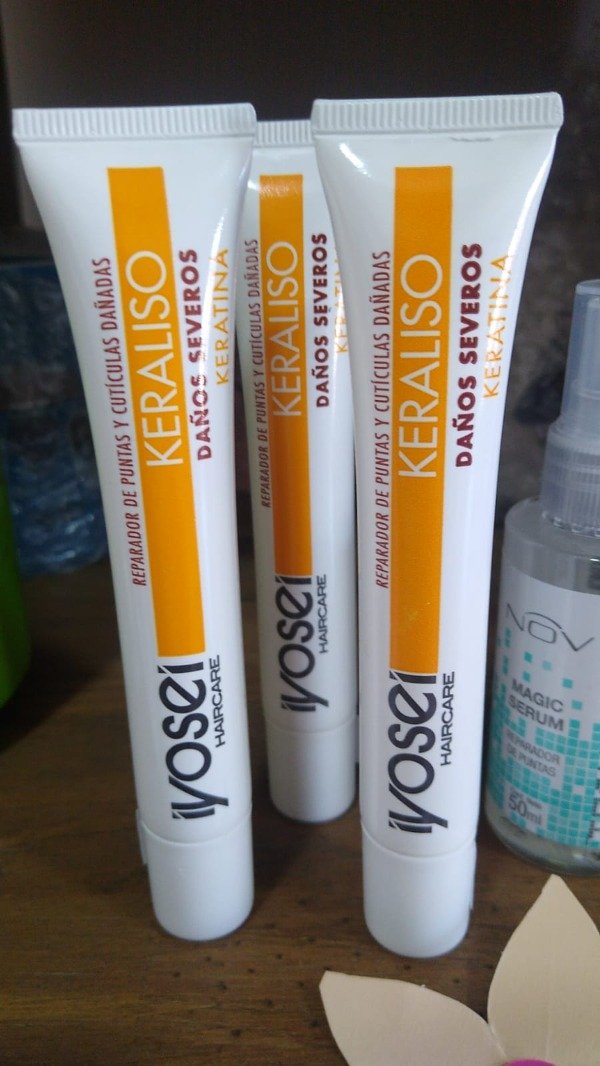 REPARADOR DE PUNTAS Y CUTÍCULAS DAÑADAS
KERALISO
DAÑOS SEVEROS
KERATINA
iyosei
HAIRCARE
REPARADOR DE PUNTAS Y CUTÍCULAS DAÑADAS
KERALISO
DAÑOS SEVEROS
KERATINA
iyosei
HAIRCARE
REPARADOR DE PUNTAS Y CUTÍCULAS DAÑADAS
KERALISO
DAÑOS SEVEROS
KERATINA
iyosei
HAIRCARE
NOV
MAGIC
SERUM
REPARADOR
DE PUNTAS
50ml